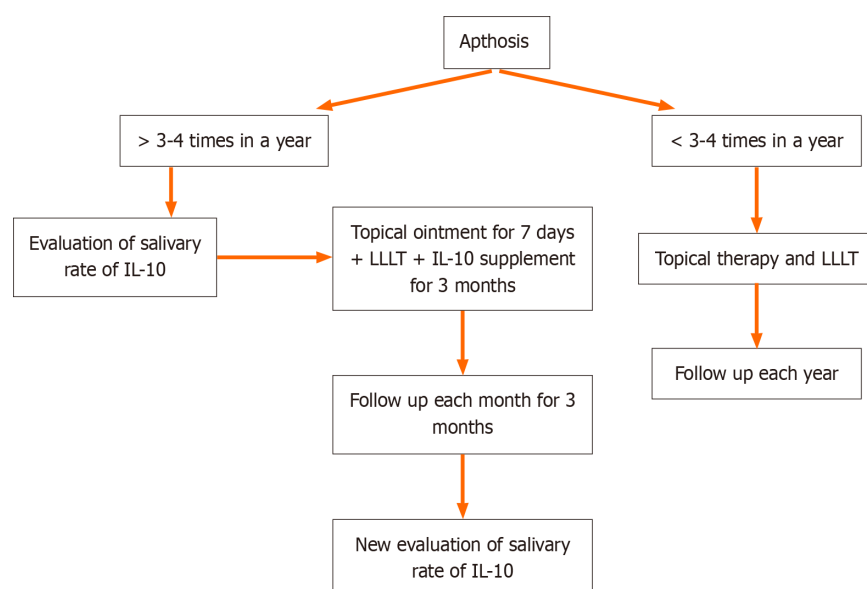 Apthosis
> 3-4 times in a year
< 3-4 times in a year
Evaluation of salivary
rate of IL-10
Topical ointment for 7 days
+ LLLT + IL-10 supplement
for 3 months
Topical therapy and LLLT
Follow up each month for 3
months
Follow up each year
New evaluation of salivary
rate of IL-10